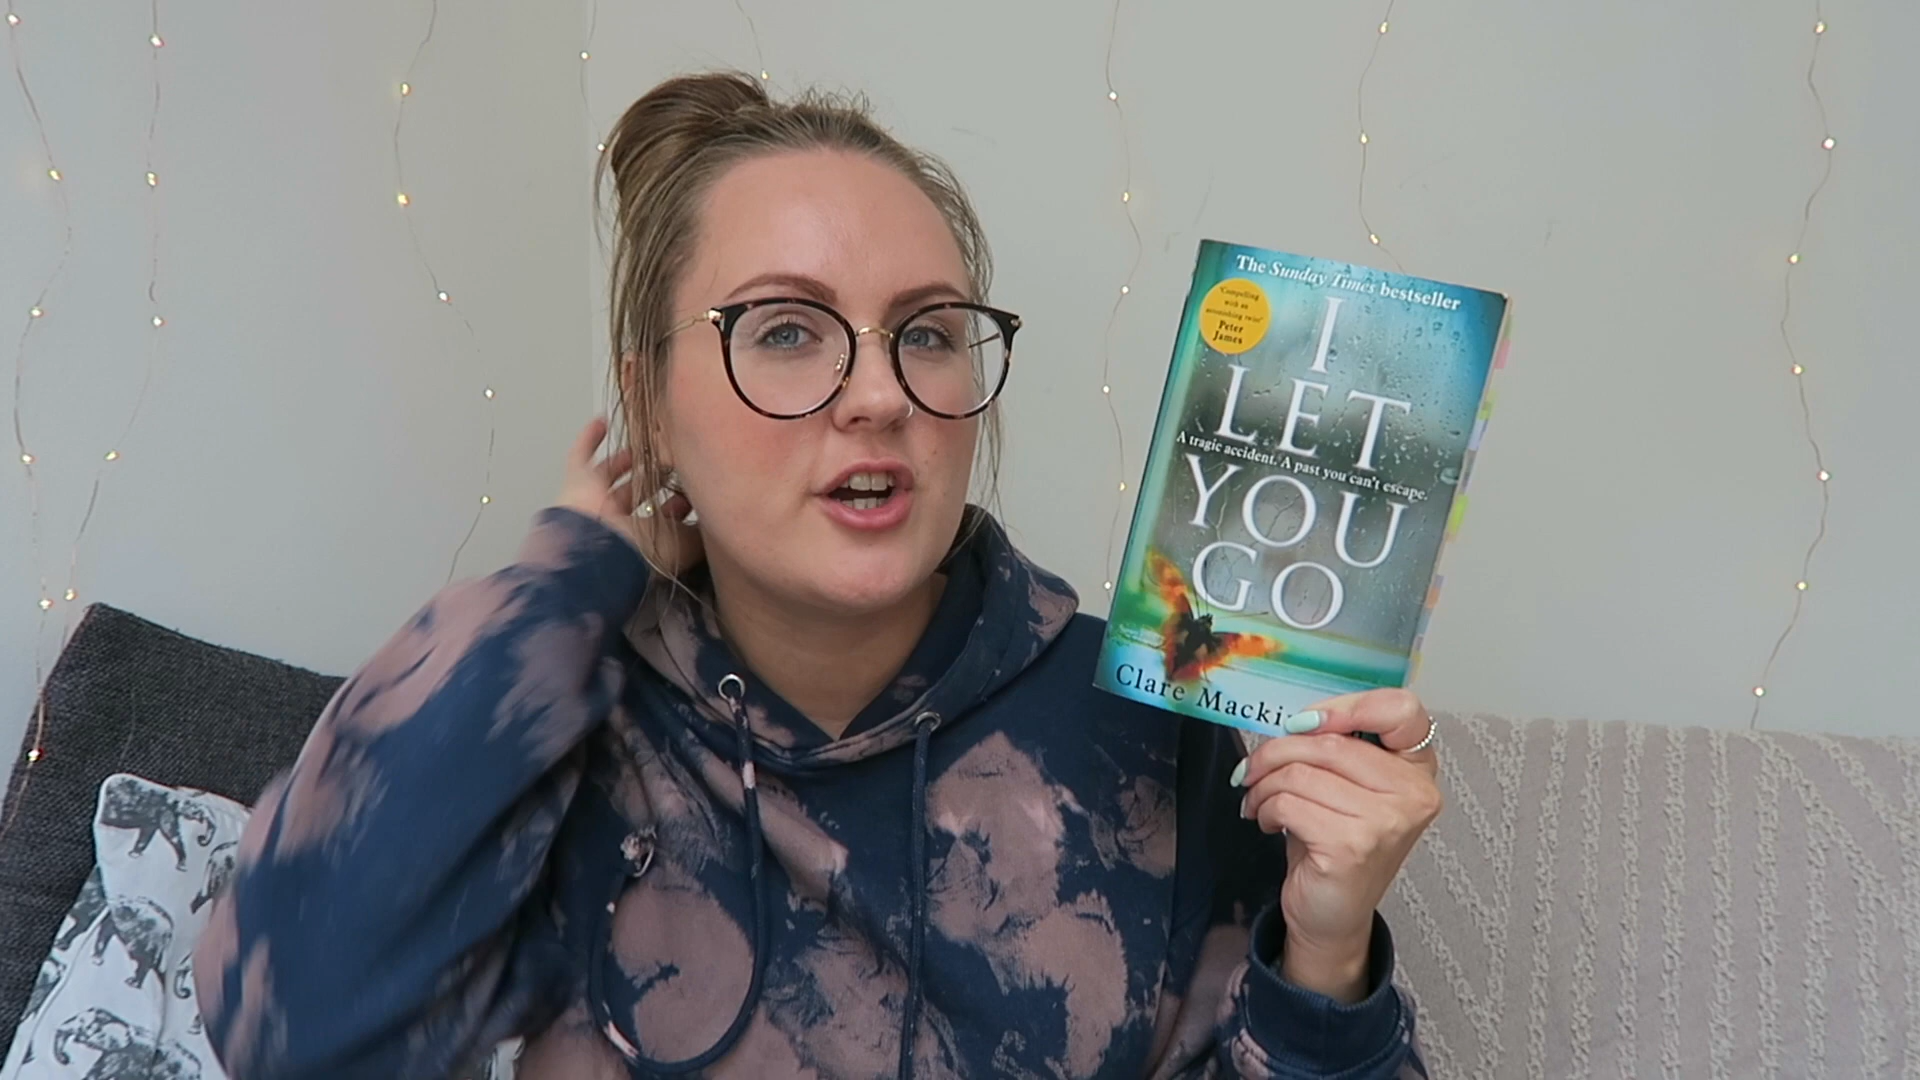 The Sunday Times bestseller
'Compelling
with an
astonishing twist'
Peter
James
I
LET
A tragic accident. A past you can't escape.
YOU
GO
Clare Macki